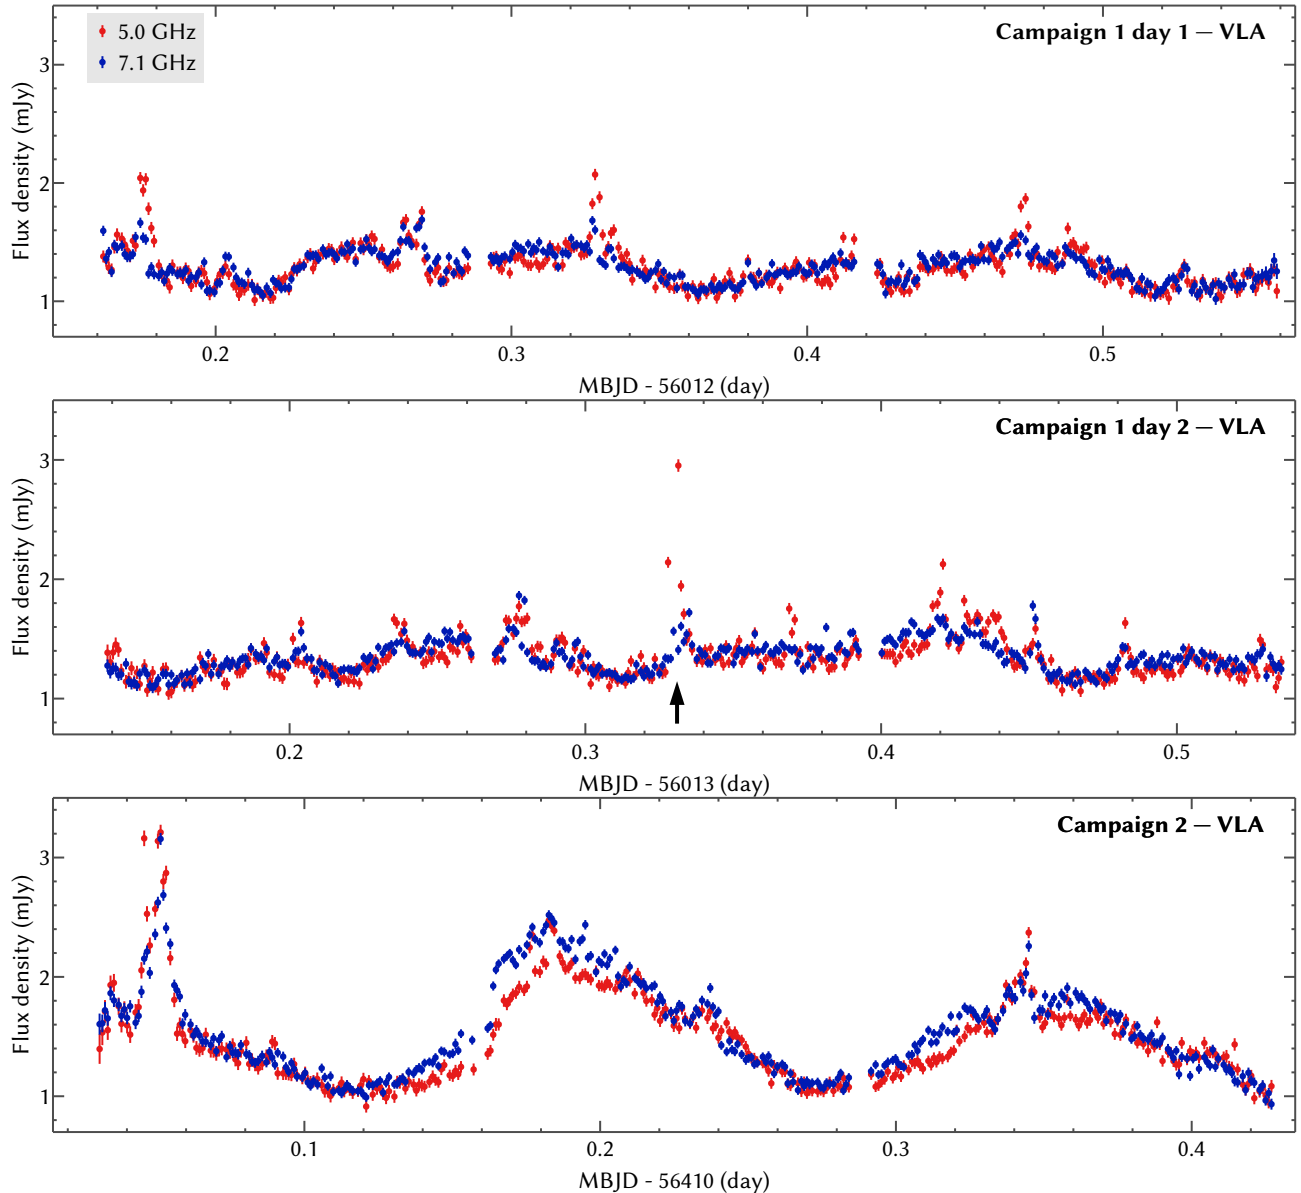 5.0 GHz
7.1 GHz
Campaign 1 day 1 — VLA
Flux density (mJy)
3
2
1
0.2 0.3 0.4 0.5
MBJD - 56012 (day)
Campaign 1 day 2 — VLA
Flux density (mJy)
3
2
1
0.2 0.3 0.4 0.5
MBJD - 56013 (day)
Campaign 2 — VLA
Flux density (mJy)
3
2
1
0.1 0.2 0.3 0.4
MBJD - 56410 (day)